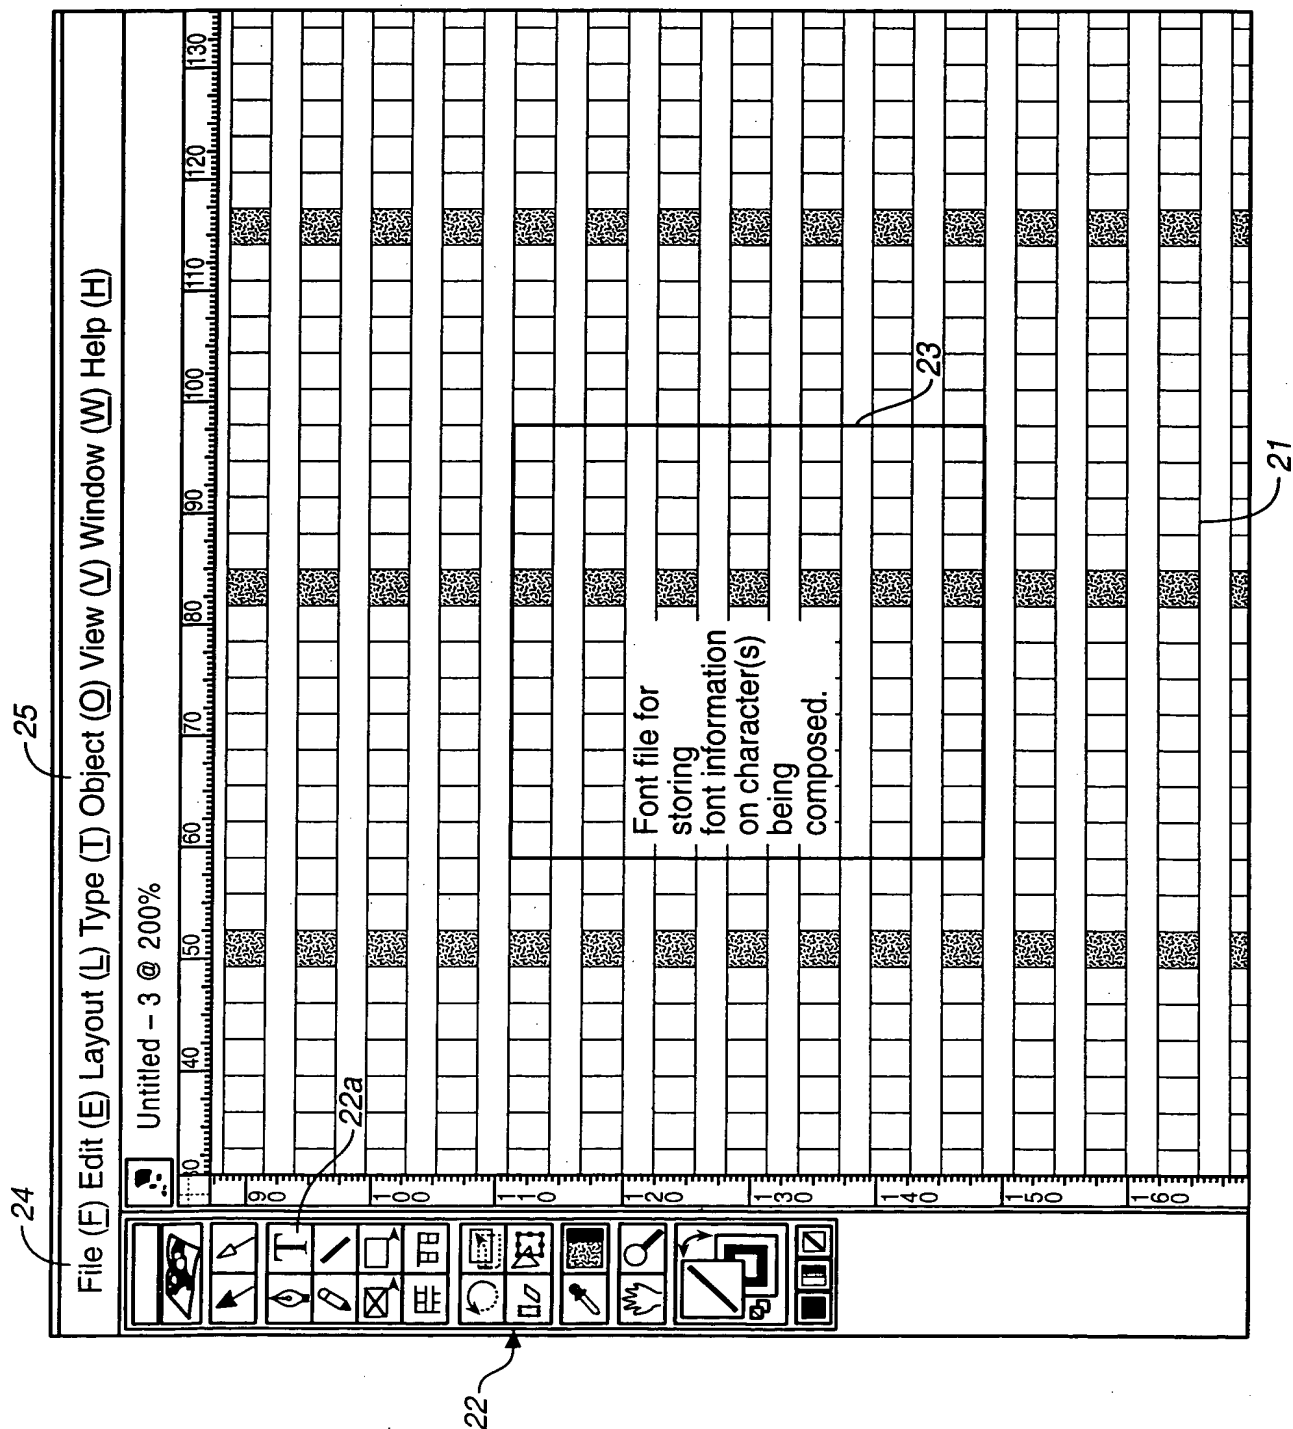 24
25
File (F) Edit (E) Layout (L) Type (T) Object (O) View (V) Window (W) Help (H)
Untitled – 3 @ 200%
30 40 50 60 70 80 90 100 110 120 130
22
T
22a
90
100
110
120
130
140
150
160
Font file for
storing
font information
on character(s)
being
composed.
23
21